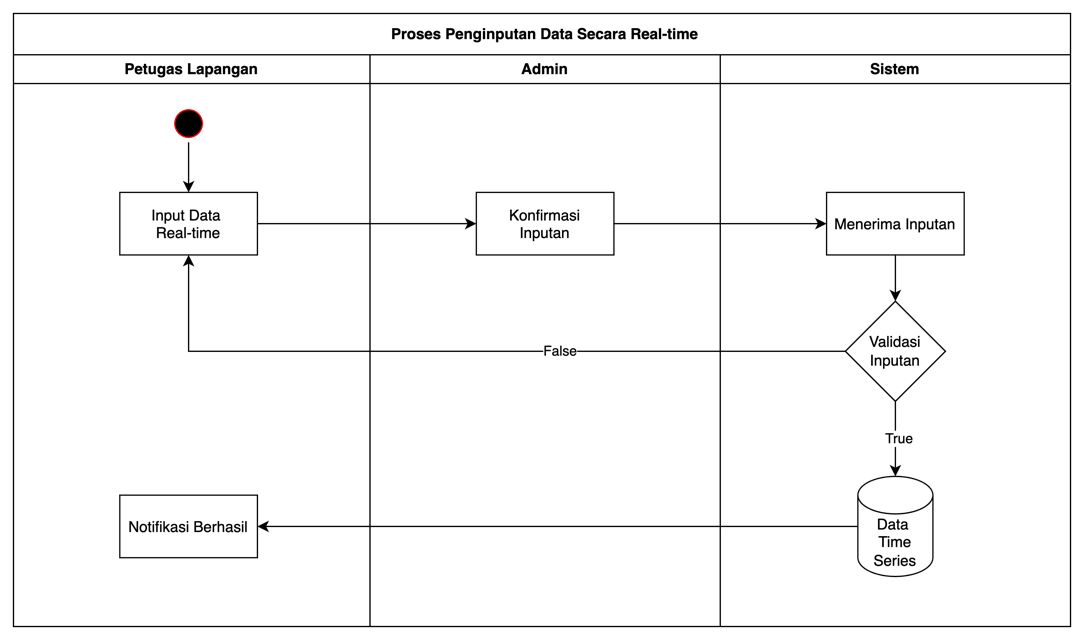 Proses Penginputan Data Secara Real-time
Petugas Lapangan
Admin
Sistem
Input Data
Real-time
Konfirmasi
Inputan
Menerima Inputan
Validasi
Inputan
False
True
Notifikasi Berhasil
Data
Time
Series